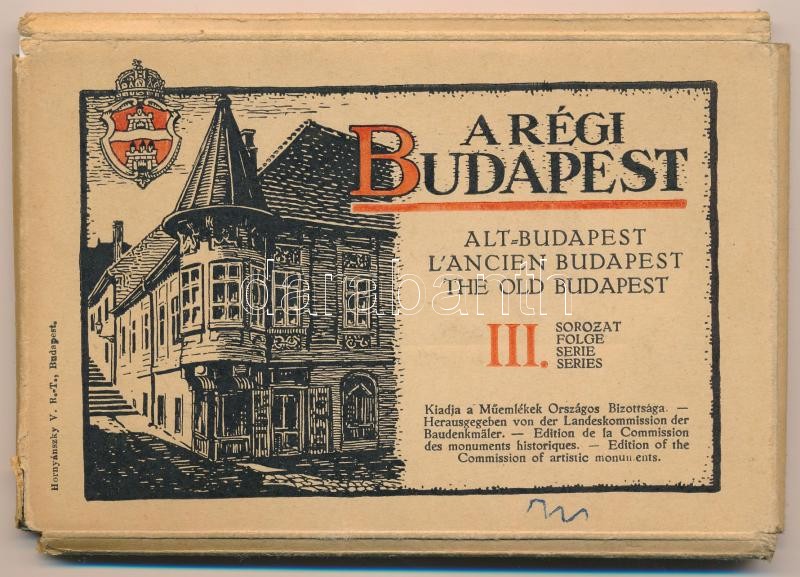 A RÉGI
BUDAPEST
ALT-BUDAPEST
L'ANCIEN BUDAPEST
THE OLD BUDAPEST
III.
SOROZAT
FOLGE
SERIE
SERIES
Kiadja a Műemlékek Országos Bizottsága. —
Herausgegeben von der Landeskommission der
Baudenkmäler. — Edition de la Commission
des monuments historiques. — Edition of the
Commission of artistic monuments.
Hornyánszky V. R.-T., Budapest.
darabanth